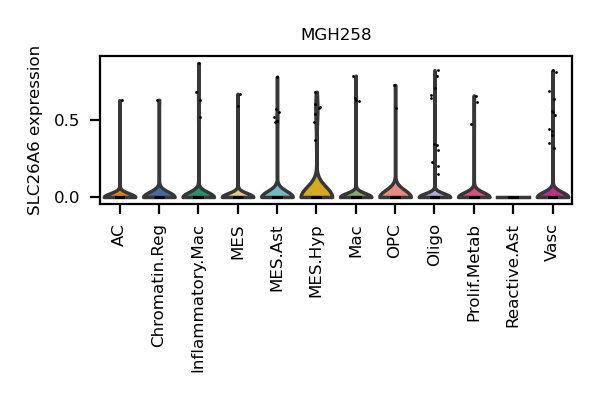 MGH258
SLC26A6 expression
0.5
0.0
AC
Chromatin.Reg
Inflammatory.Mac
MES
MES.Ast
MES.Hyp
Mac
OPC
Oligo
Prolif.Metab
Reactive.Ast
Vasc